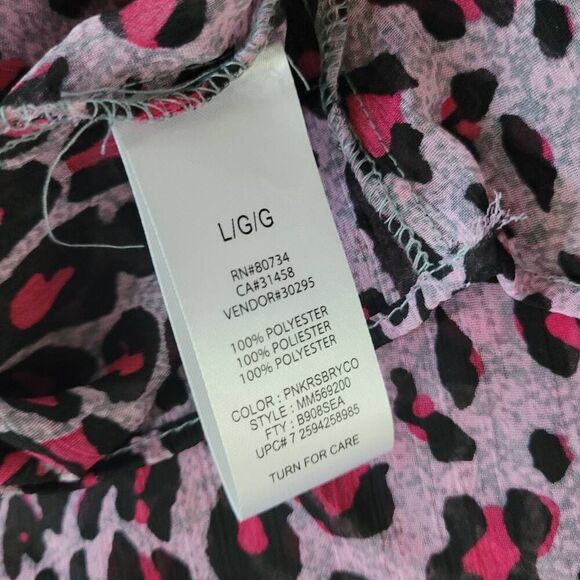 L/G/G
RN#80734
CA#31458
VENDOR#30295
100% POLYESTER
100% POLIESTER
100% POLYESTER
COLOR : PNKRSBRYCO
STYLE : MM569200
FTY : B908SEA
UPC# 7 2594258985
TURN FOR CARE